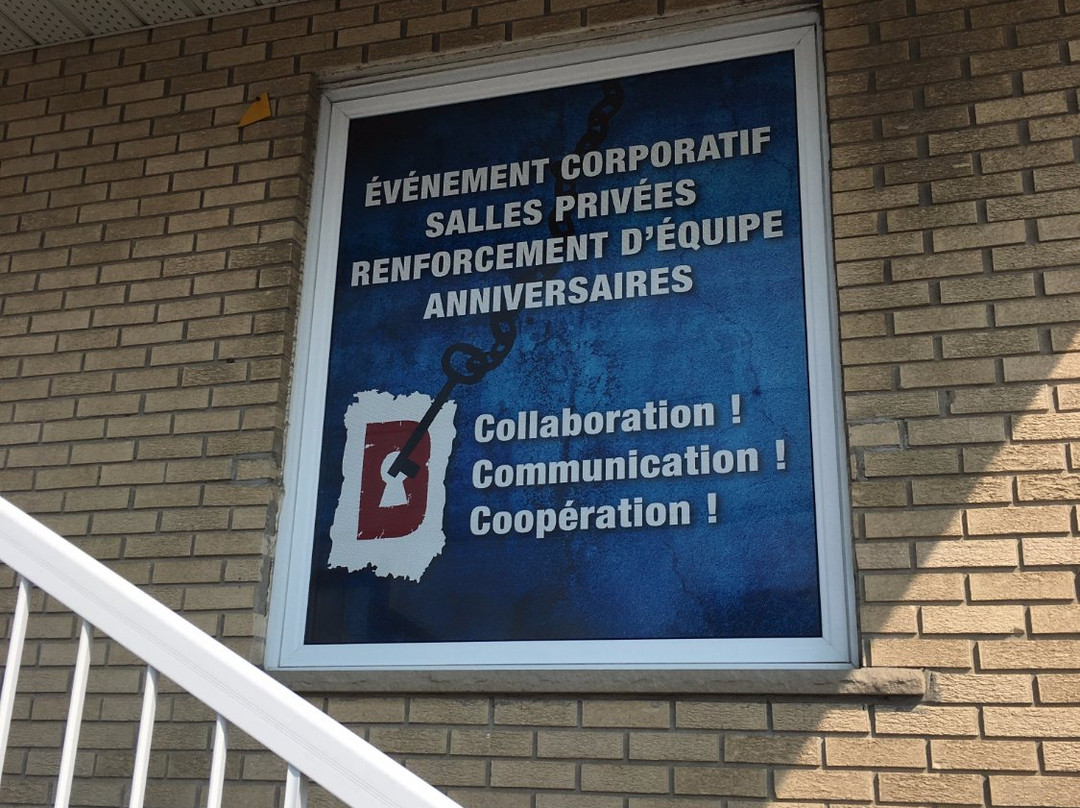 ÉVÉNEMENT CORPORATIF
SALLES PRIVÉES
RENFORCEMENT D'ÉQUIPE
ANNIVERSAIRES
Collaboration !
Communication !
Coopération !
D